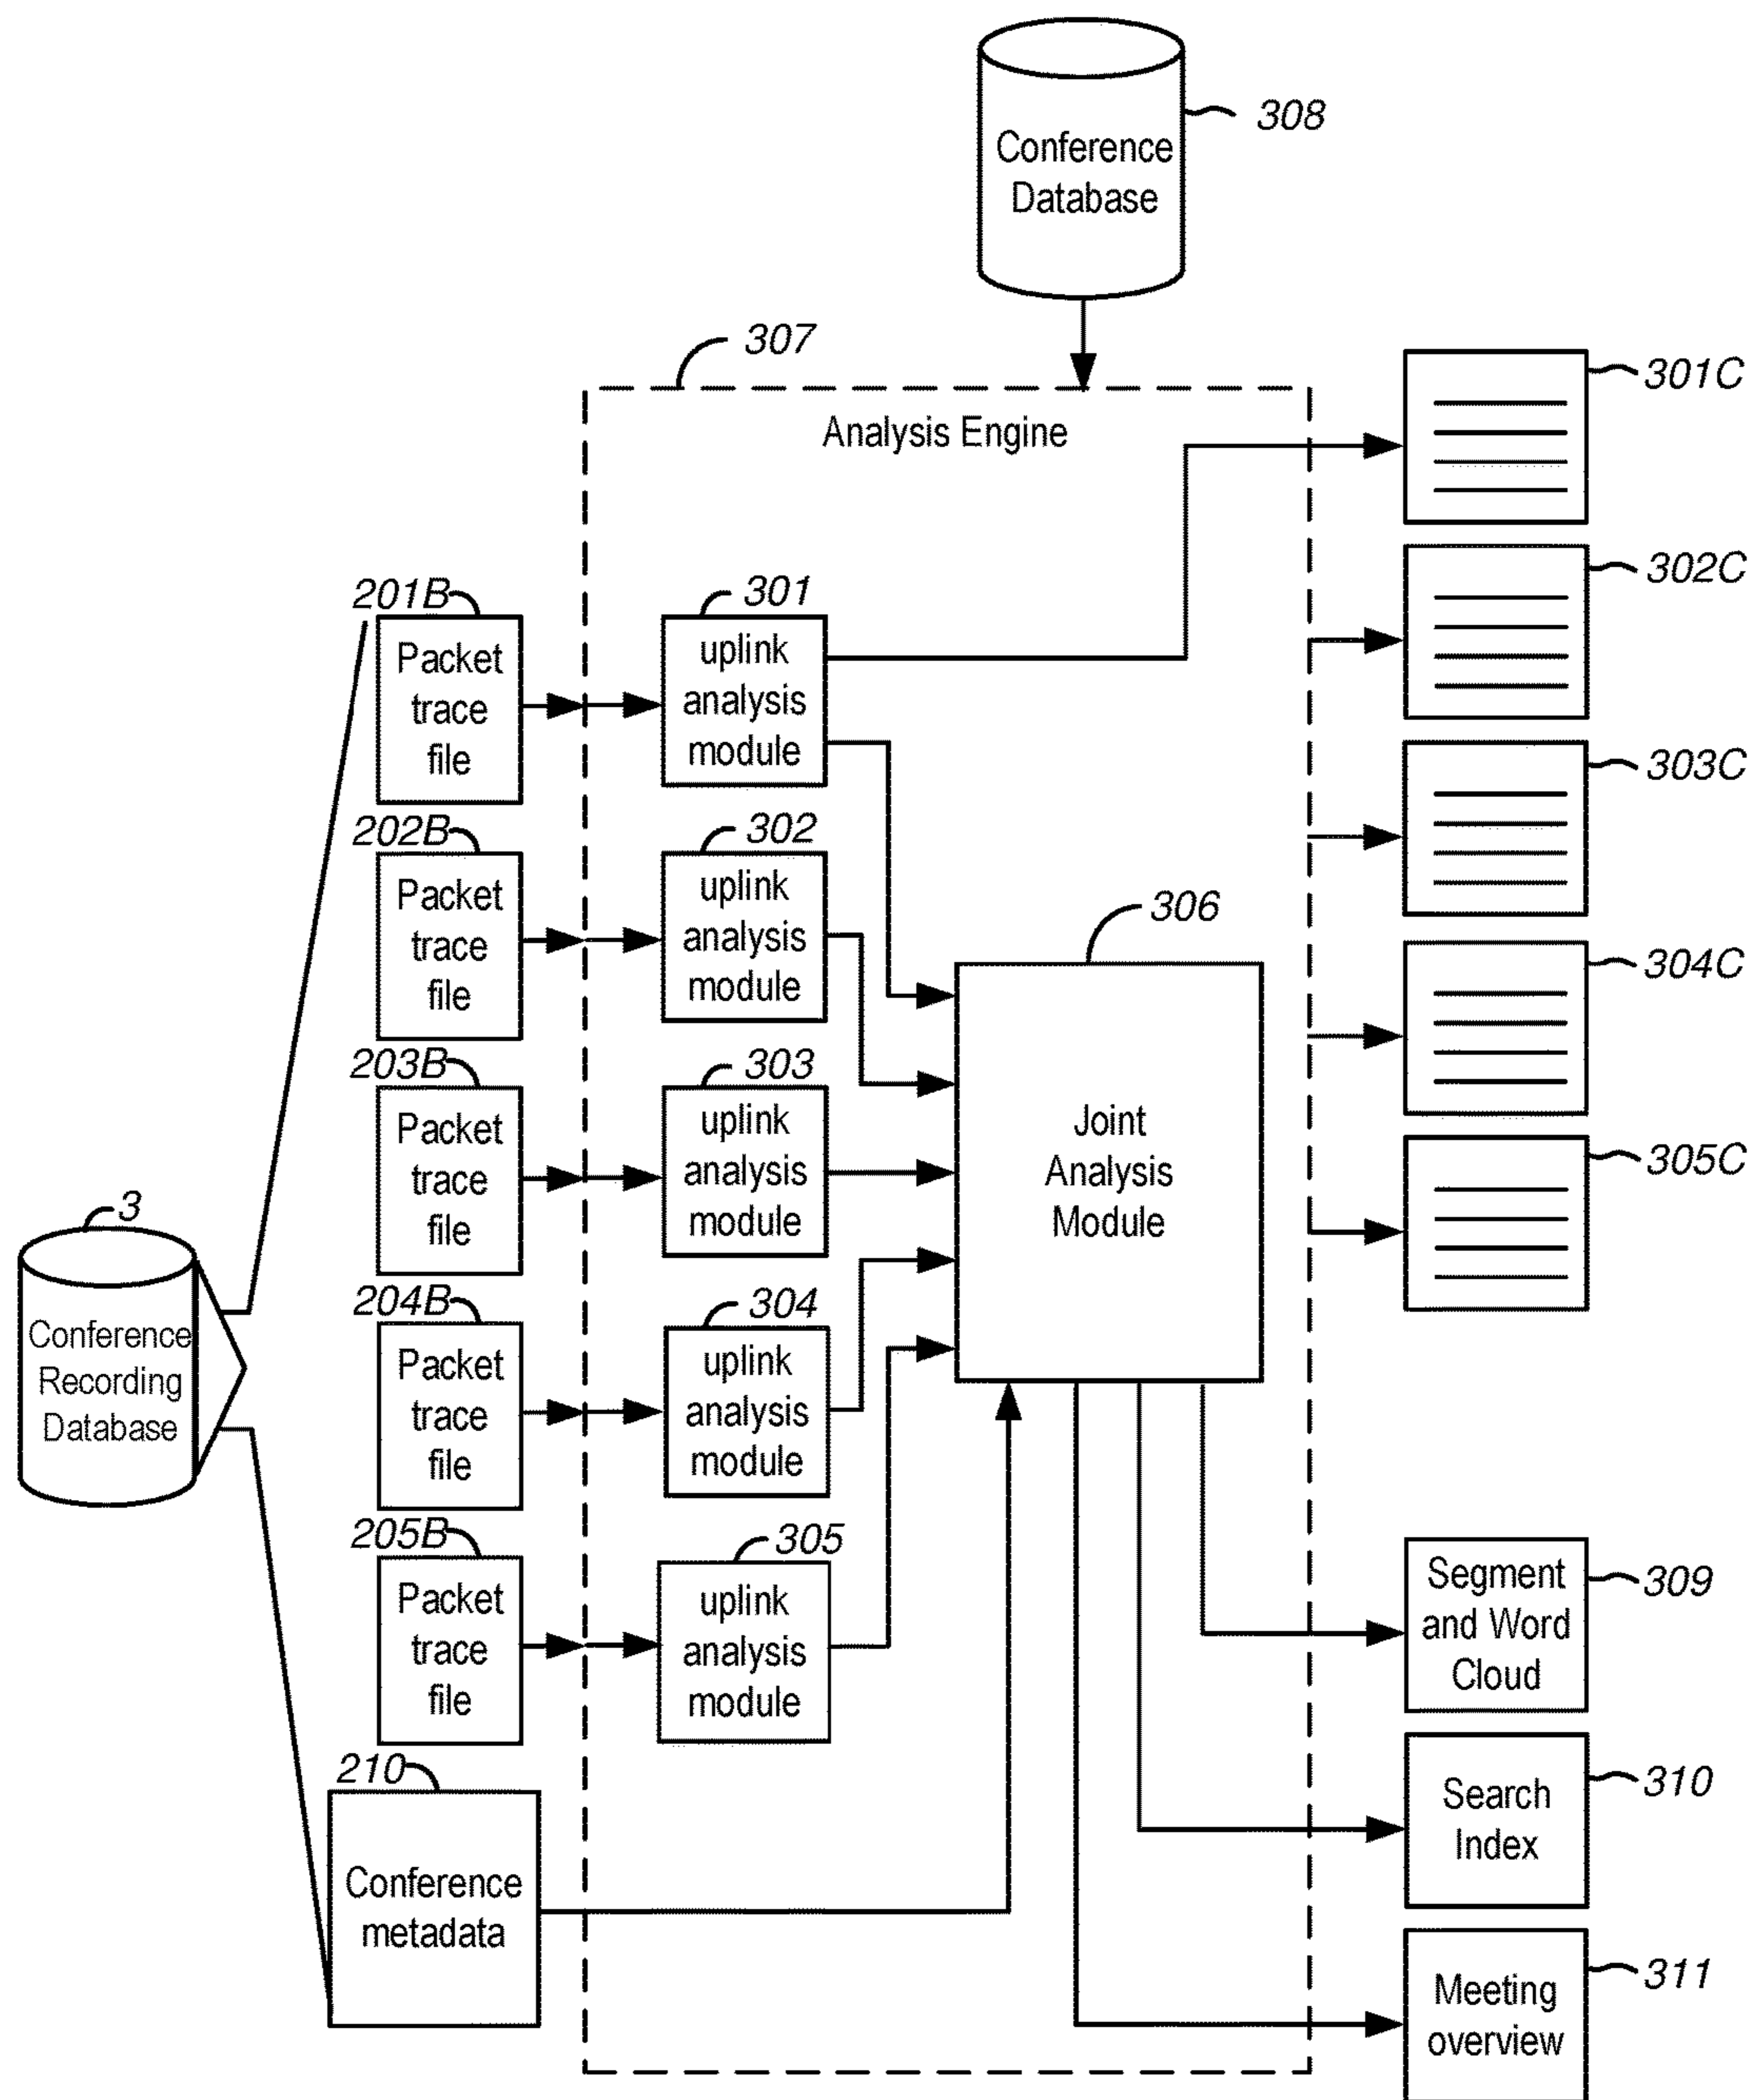 308
Conference
Database
307
Analysis Engine
301C
302C
303C
304C
305C
201B
Packet
trace
file
301
uplink
analysis
module
202B
Packet
trace
file
302
uplink
analysis
module
203B
Packet
trace
file
303
uplink
analysis
module
306
Joint
Analysis
Module
3
Conference
Recording
Database
204B
Packet
trace
file
304
uplink
analysis
module
205B
Packet
trace
file
305
uplink
analysis
module
210
Conference
metadata
Segment
and Word
Cloud
309
Search
Index
310
Meeting
overview
311